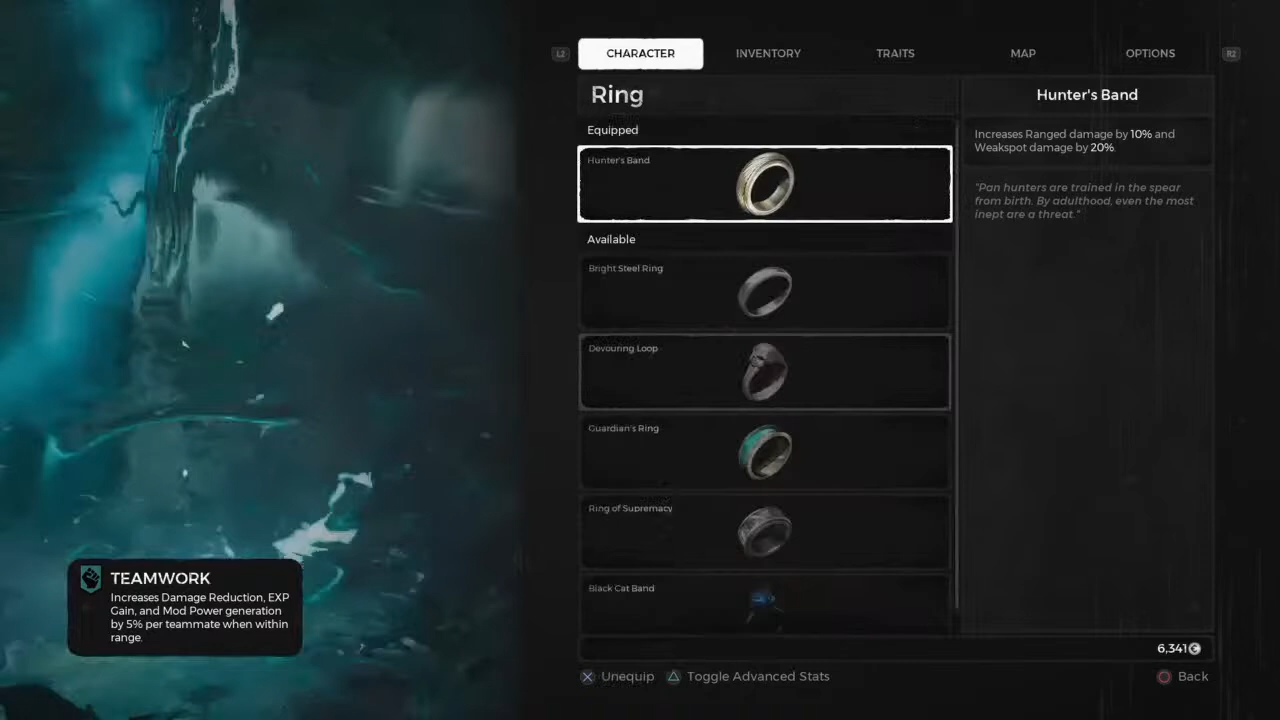 L2
CHARACTER
INVENTORY
TRAITS
MAP
OPTIONS
R2
Ring
Equipped
Hunter's Band
Available
Bright Steel Ring
Devouring Loop
Guardian's Ring
Ring of Supremacy
Black Cat Band
Hunter's Band
Increases Ranged damage by 10% and
Weakspot damage by 20%.
"Pan hunters are trained in the spear
from birth. By adulthood, even the most
inept are a threat."
TEAMWORK
Increases Damage Reduction, EXP
Gain, and Mod Power generation
by 5% per teammate when within
range.
6,341
Unequip
Toggle Advanced Stats
Back